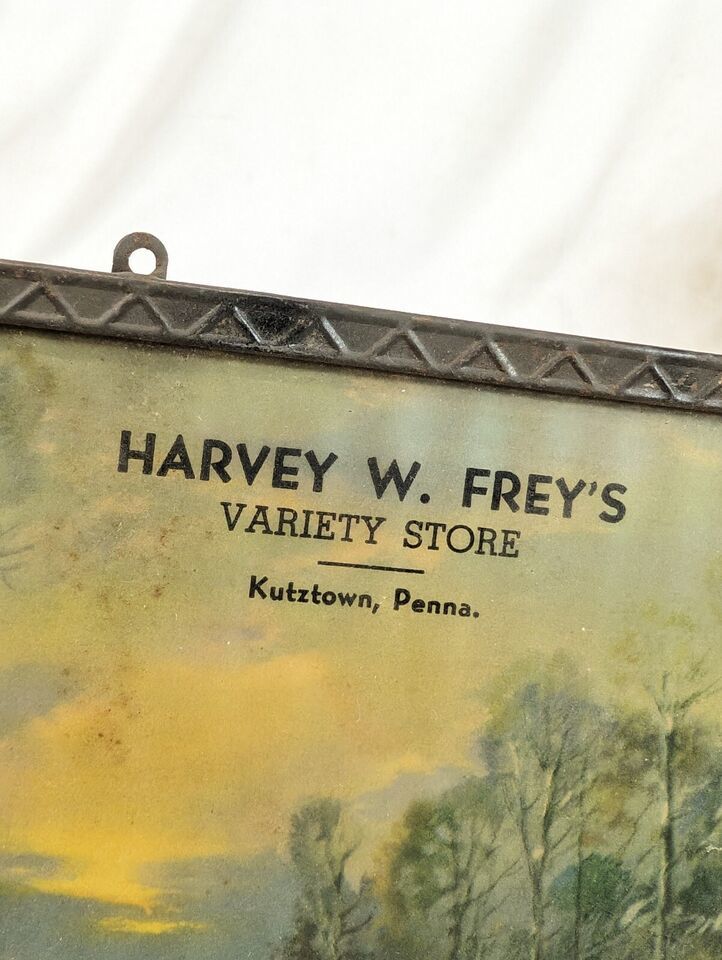 HARVEY W. FREY'S
VARIETY STORE
Kutztown, Penna.